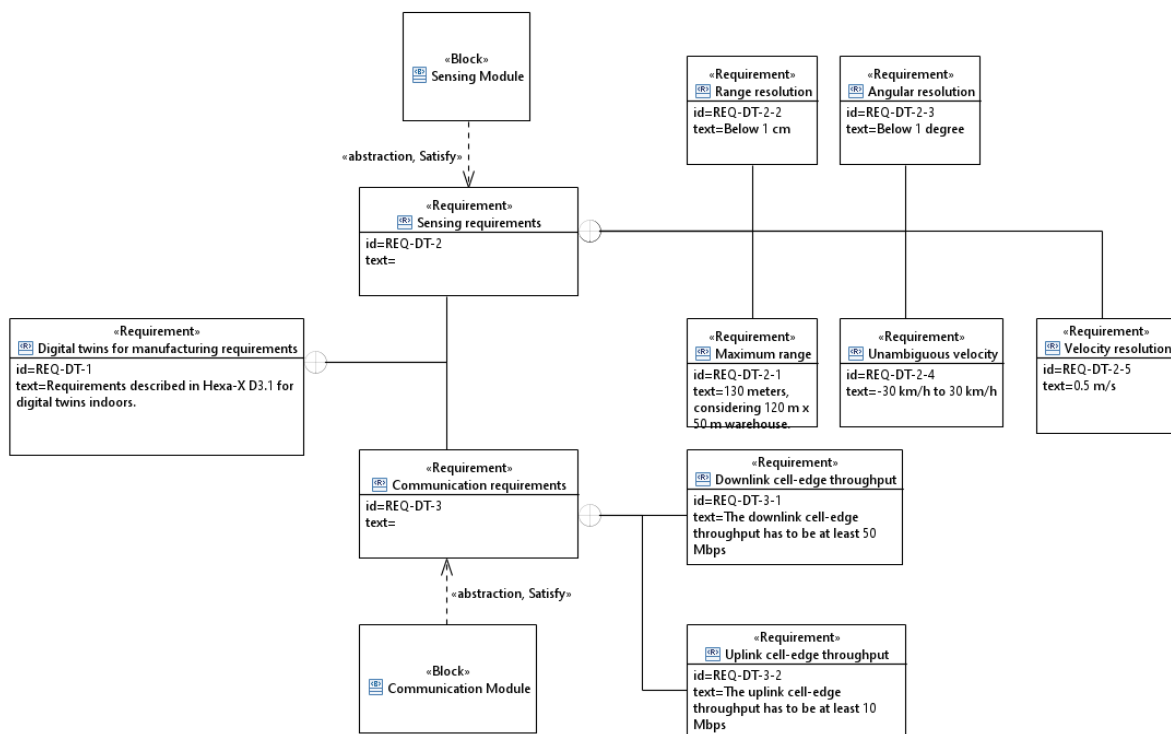 «Block»
Sensing Module
«abstraction, Satisfy»
«Requirement»
Range resolution
id=REQ-DT-2-2
text=Below 1 cm
«Requirement»
Angular resolution
id=REQ-DT-2-3
text=Below 1 degree
«Requirement»
Sensing requirements
id=REQ-DT-2
text=
«Requirement»
Digital twins for manufacturing requirements
id=REQ-DT-1
text=Requirements described in Hexa-X D3.1 for
digital twins indoors.
«Requirement»
Maximum range
id=REQ-DT-2-1
text=130 meters,
considering 120 m x
50 m warehouse.
«Requirement»
Unambiguous velocity
id=REQ-DT-2-4
text=-30 km/h to 30 km/h
«Requirement»
Velocity resolution
id=REQ-DT-2-5
text=0.5 m/s
«Requirement»
Communication requirements
id=REQ-DT-3
text=
«Requirement»
Downlink cell-edge throughput
id=REQ-DT-3-1
text=The downlink cell-edge
throughput has to be at least 50
Mbps
«abstraction, Satisfy»
«Block»
Communication Module
«Requirement»
Uplink cell-edge throughput
id=REQ-DT-3-2
text=The uplink cell-edge
throughput has to be at least 10
Mbps